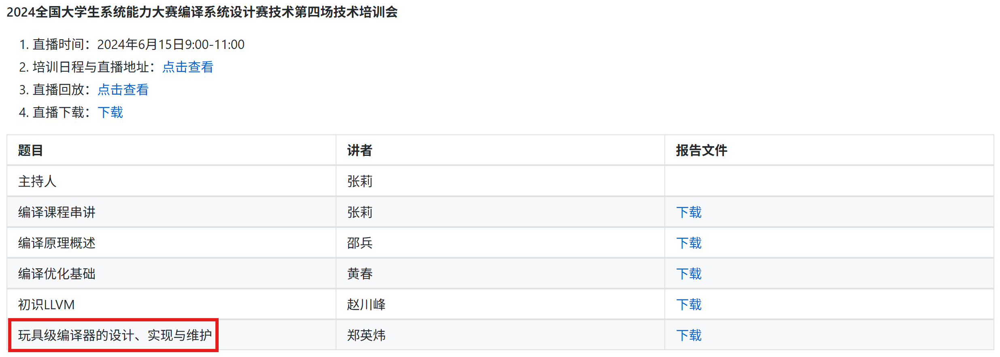 2024全国大学生系统能力大赛编译系统设计赛技术第四场技术培训会
1. 直播时间：2024年6月15日9:00-11:00
2. 培训日程与直播地址：点击查看
3. 直播回放：点击查看
4. 直播下载：下载
题目 讲者 报告文件
主持人 张莉
编译课程串讲 张莉 下载
编译原理概述 邵兵 下载
编译优化基础 黄春 下载
初识LLVM 赵川峰 下载
玩具级编译器的设计、实现与维护 郑英炜 下载